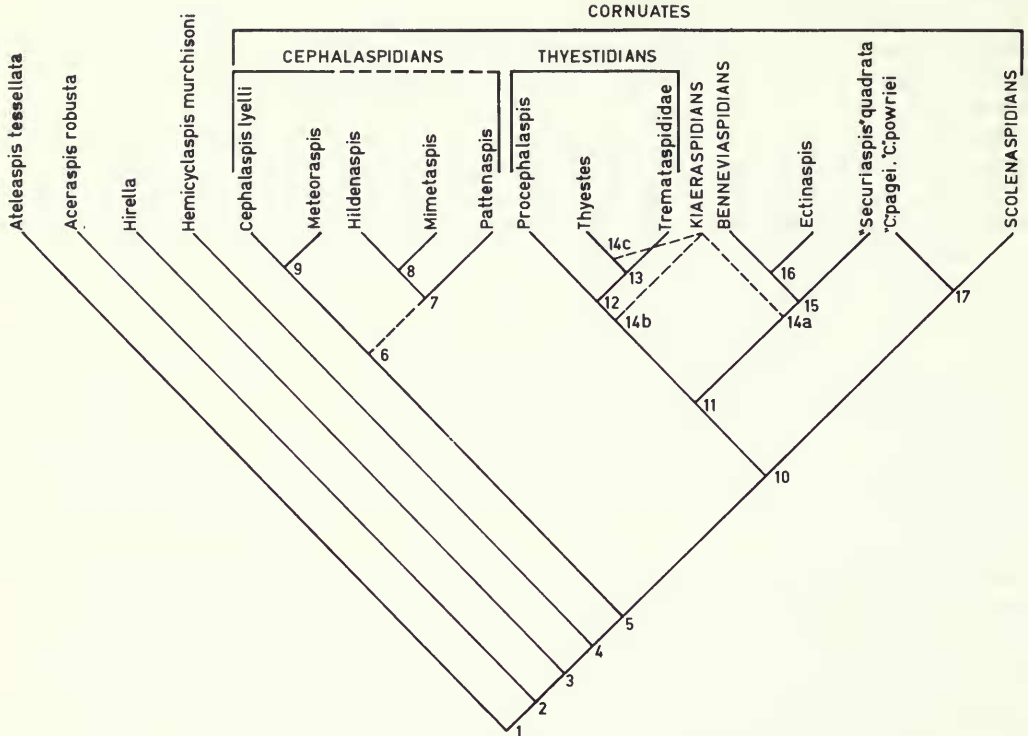 CORNUATES
CEPHALASPIDIANS
THYESTIDIANS
Ateleaspis tessellata
Aceraspis robusta
Hirella
Hemicyclaspis murchisoni
Cephalaspis lyelli
Meteoraspis
Hildenaspis
Mimetaspis
Pattenaspis
Procephalaspis
Thyestes
Tremataspididae
KIAERASPIDIANS
BENNEVIASPIDIANS
Ectinaspis
"Securiaspis" quadrata
"C."pagei, "C."powriei
SCOLENASPIDIANS
14c
9
8
13
16
7
12
15
17
14b
14a
6
11
10
5
4
3
2
1